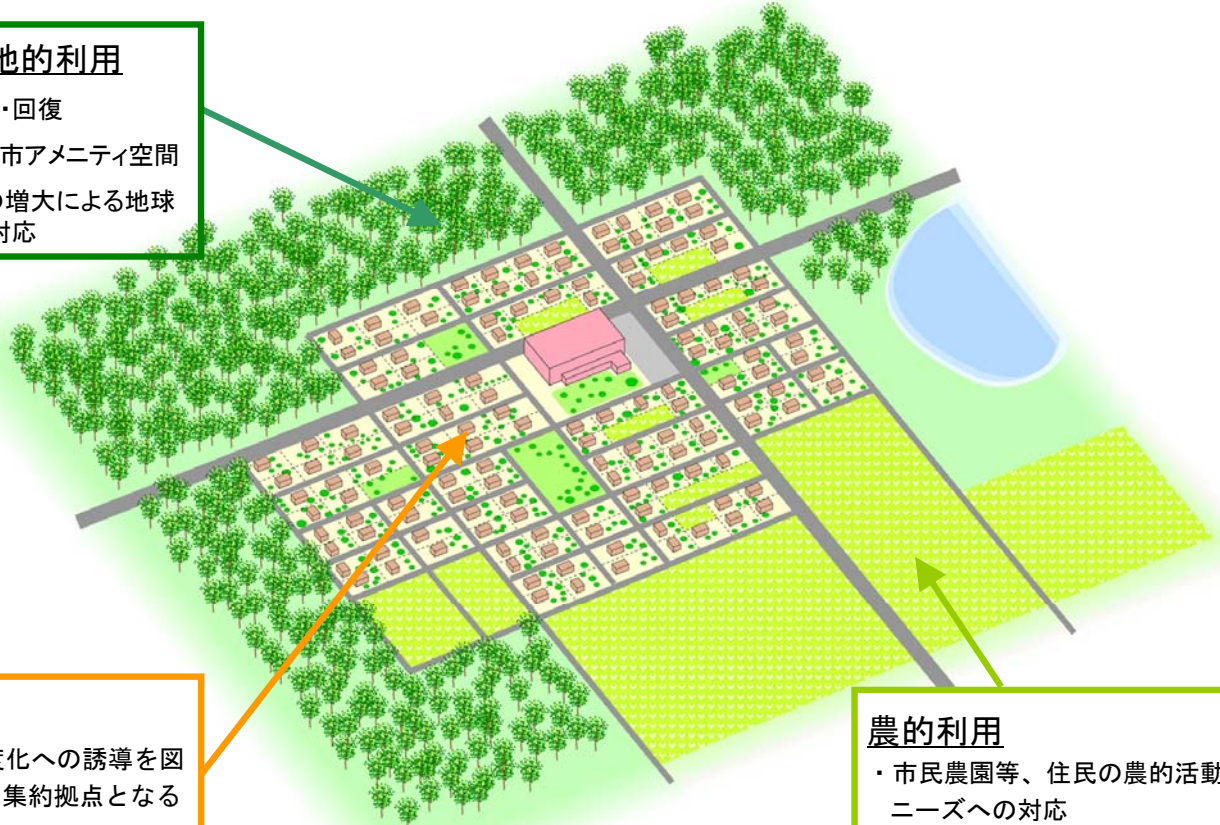 地的利用
・回復
市アメニティ空間
の増大による地球
対応
度化への誘導を図
集約拠点となる
農的利用
・市民農園等、住民の農的活動
ニーズへの対応